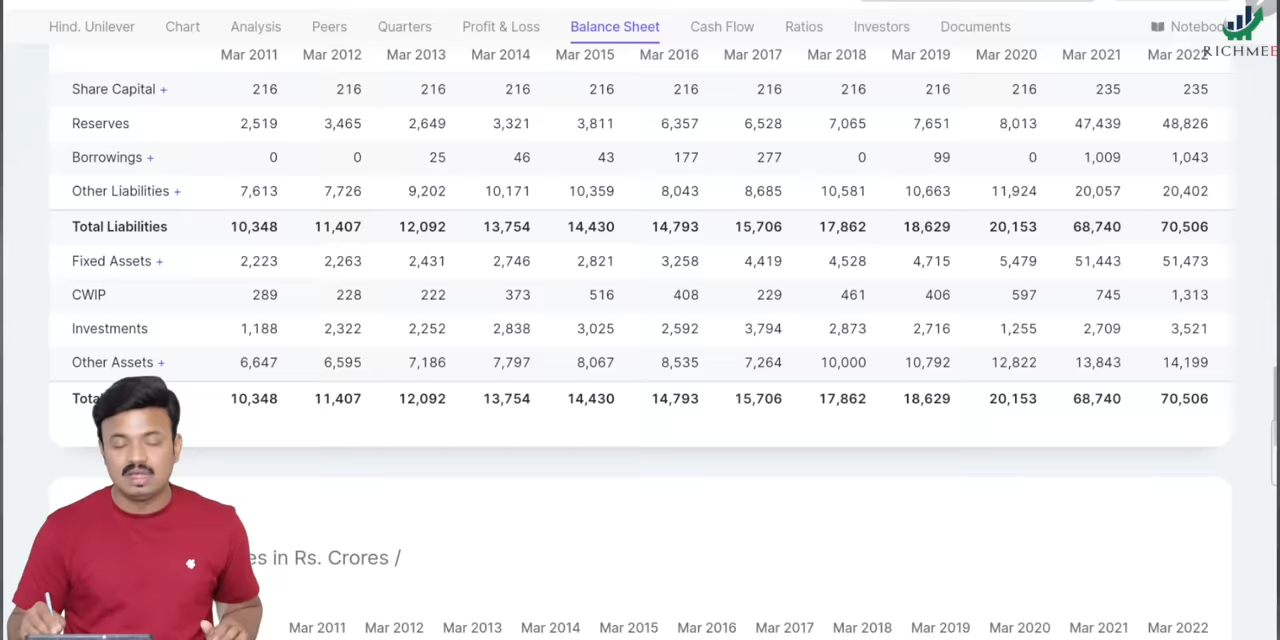 Hind. Unilever Chart Analysis Peers Quarters Profit & Loss Balance Sheet Cash Flow Ratios Investors Documents
Mar 2011 Mar 2012 Mar 2013 Mar 2014 Mar 2015 Mar 2016 Mar 2017 Mar 2018 Mar 2019 Mar 2020 Mar 2021 Mar 2022
Share Capital + 216 216 216 216 216 216 216 216 216 216 235 235
Reserves 2,519 3,465 2,649 3,321 3,811 6,357 6,528 7,065 7,651 8,013 47,439 48,826
Borrowings + 0 0 25 46 43 177 277 0 99 0 1,009 1,043
Other Liabilities + 7,613 7,726 9,202 10,171 10,359 8,043 8,685 10,581 10,663 11,924 20,057 20,402
Total Liabilities 10,348 11,407 12,092 13,754 14,430 14,793 15,706 17,862 18,629 20,153 68,740 70,506
Fixed Assets + 2,223 2,263 2,431 2,746 2,821 3,258 4,419 4,528 4,715 5,479 51,443 51,473
CWIP 289 228 222 373 516 408 229 461 406 597 745 1,313
Investments 1,188 2,322 2,252 2,838 3,025 2,592 3,794 2,873 2,716 1,255 2,709 3,521
Other Assets + 6,647 6,595 7,186 7,797 8,067 8,535 7,264 10,000 10,792 12,822 13,843 14,199
10,348 11,407 12,092 13,754 14,430 14,793 15,706 17,862 18,629 20,153 68,740 70,506
in Rs. Crores /
Mar 2011 Mar 2012 Mar 2013 Mar 2014 Mar 2015 Mar 2016 Mar 2017 Mar 2018 Mar 2019 Mar 2020 Mar 2021 Mar 2022